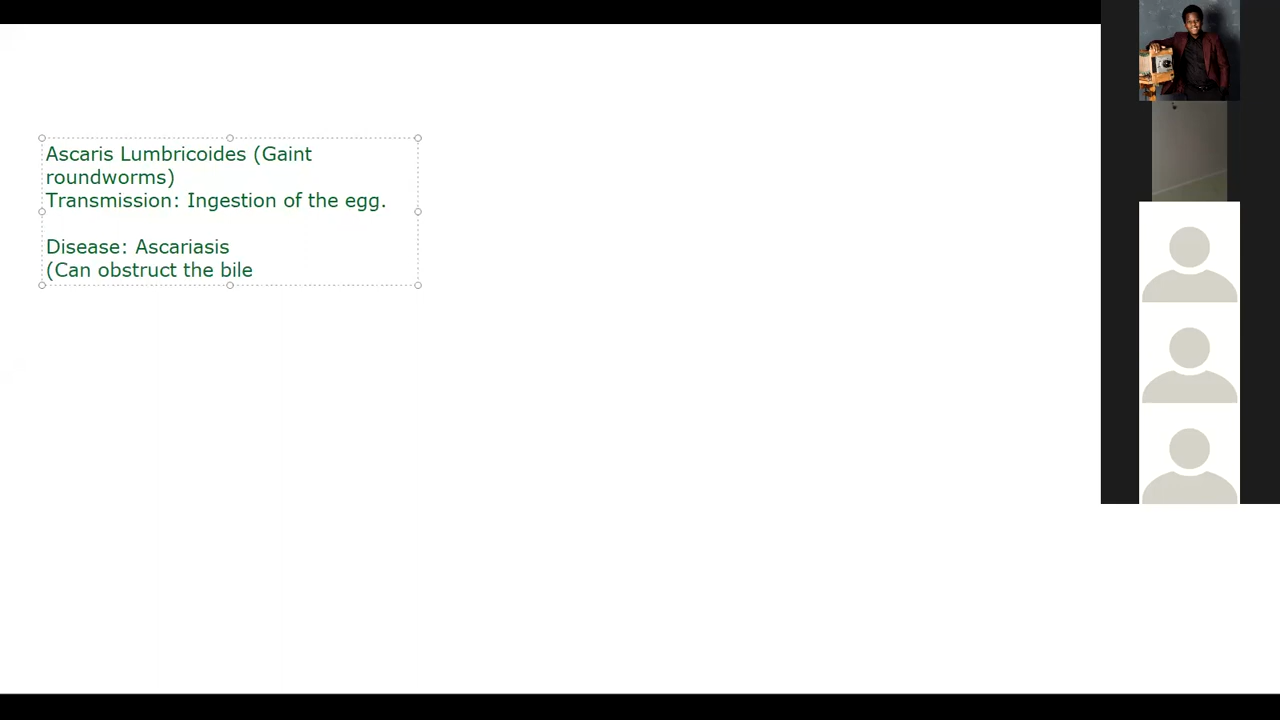 Ascaris Lumbricoides (Gaint
roundworms)
Transmission: Ingestion of the egg.
Disease: Ascariasis
(Can obstruct the bile